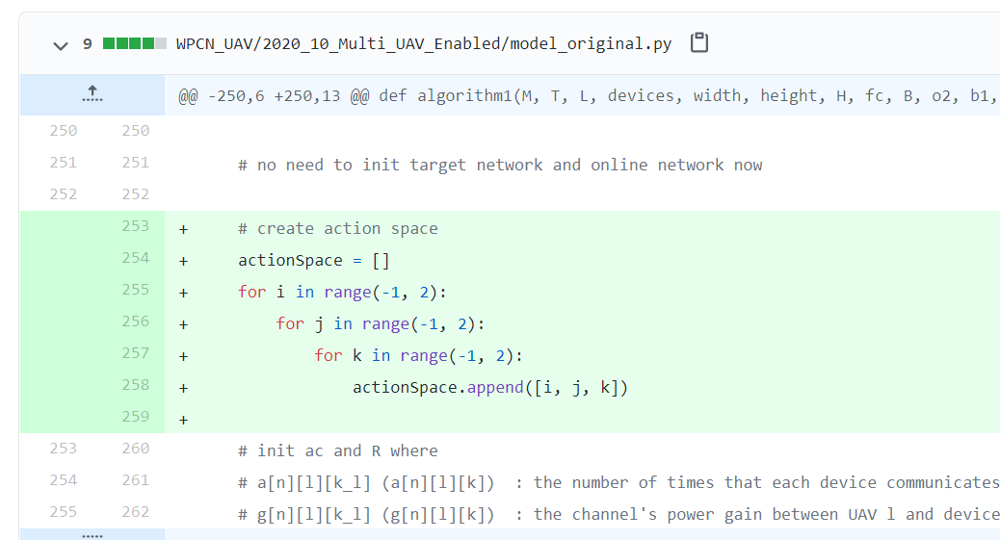 9 WPCN_UAV/2020_10_Multi_UAV_Enabled/model_original.py
@@ -250,6 +250,13 @@ def algorithm1(M, T, L, devices, width, height, H, fc, B, o2, b1,
250 250
251 251 # no need to init target network and online network now
252 252
253 + # create action space
254 + actionSpace = []
255 + for i in range(-1, 2):
256 + for j in range(-1, 2):
257 + for k in range(-1, 2):
258 + actionSpace.append([i, j, k])
259 +
253 260 # init ac and R where
254 261 # a[n][l][k_l] (a[n][l][k]) : the number of times that each device communicates
255 262 # g[n][l][k_l] (g[n][l][k]) : the channel's power gain between UAV l and device